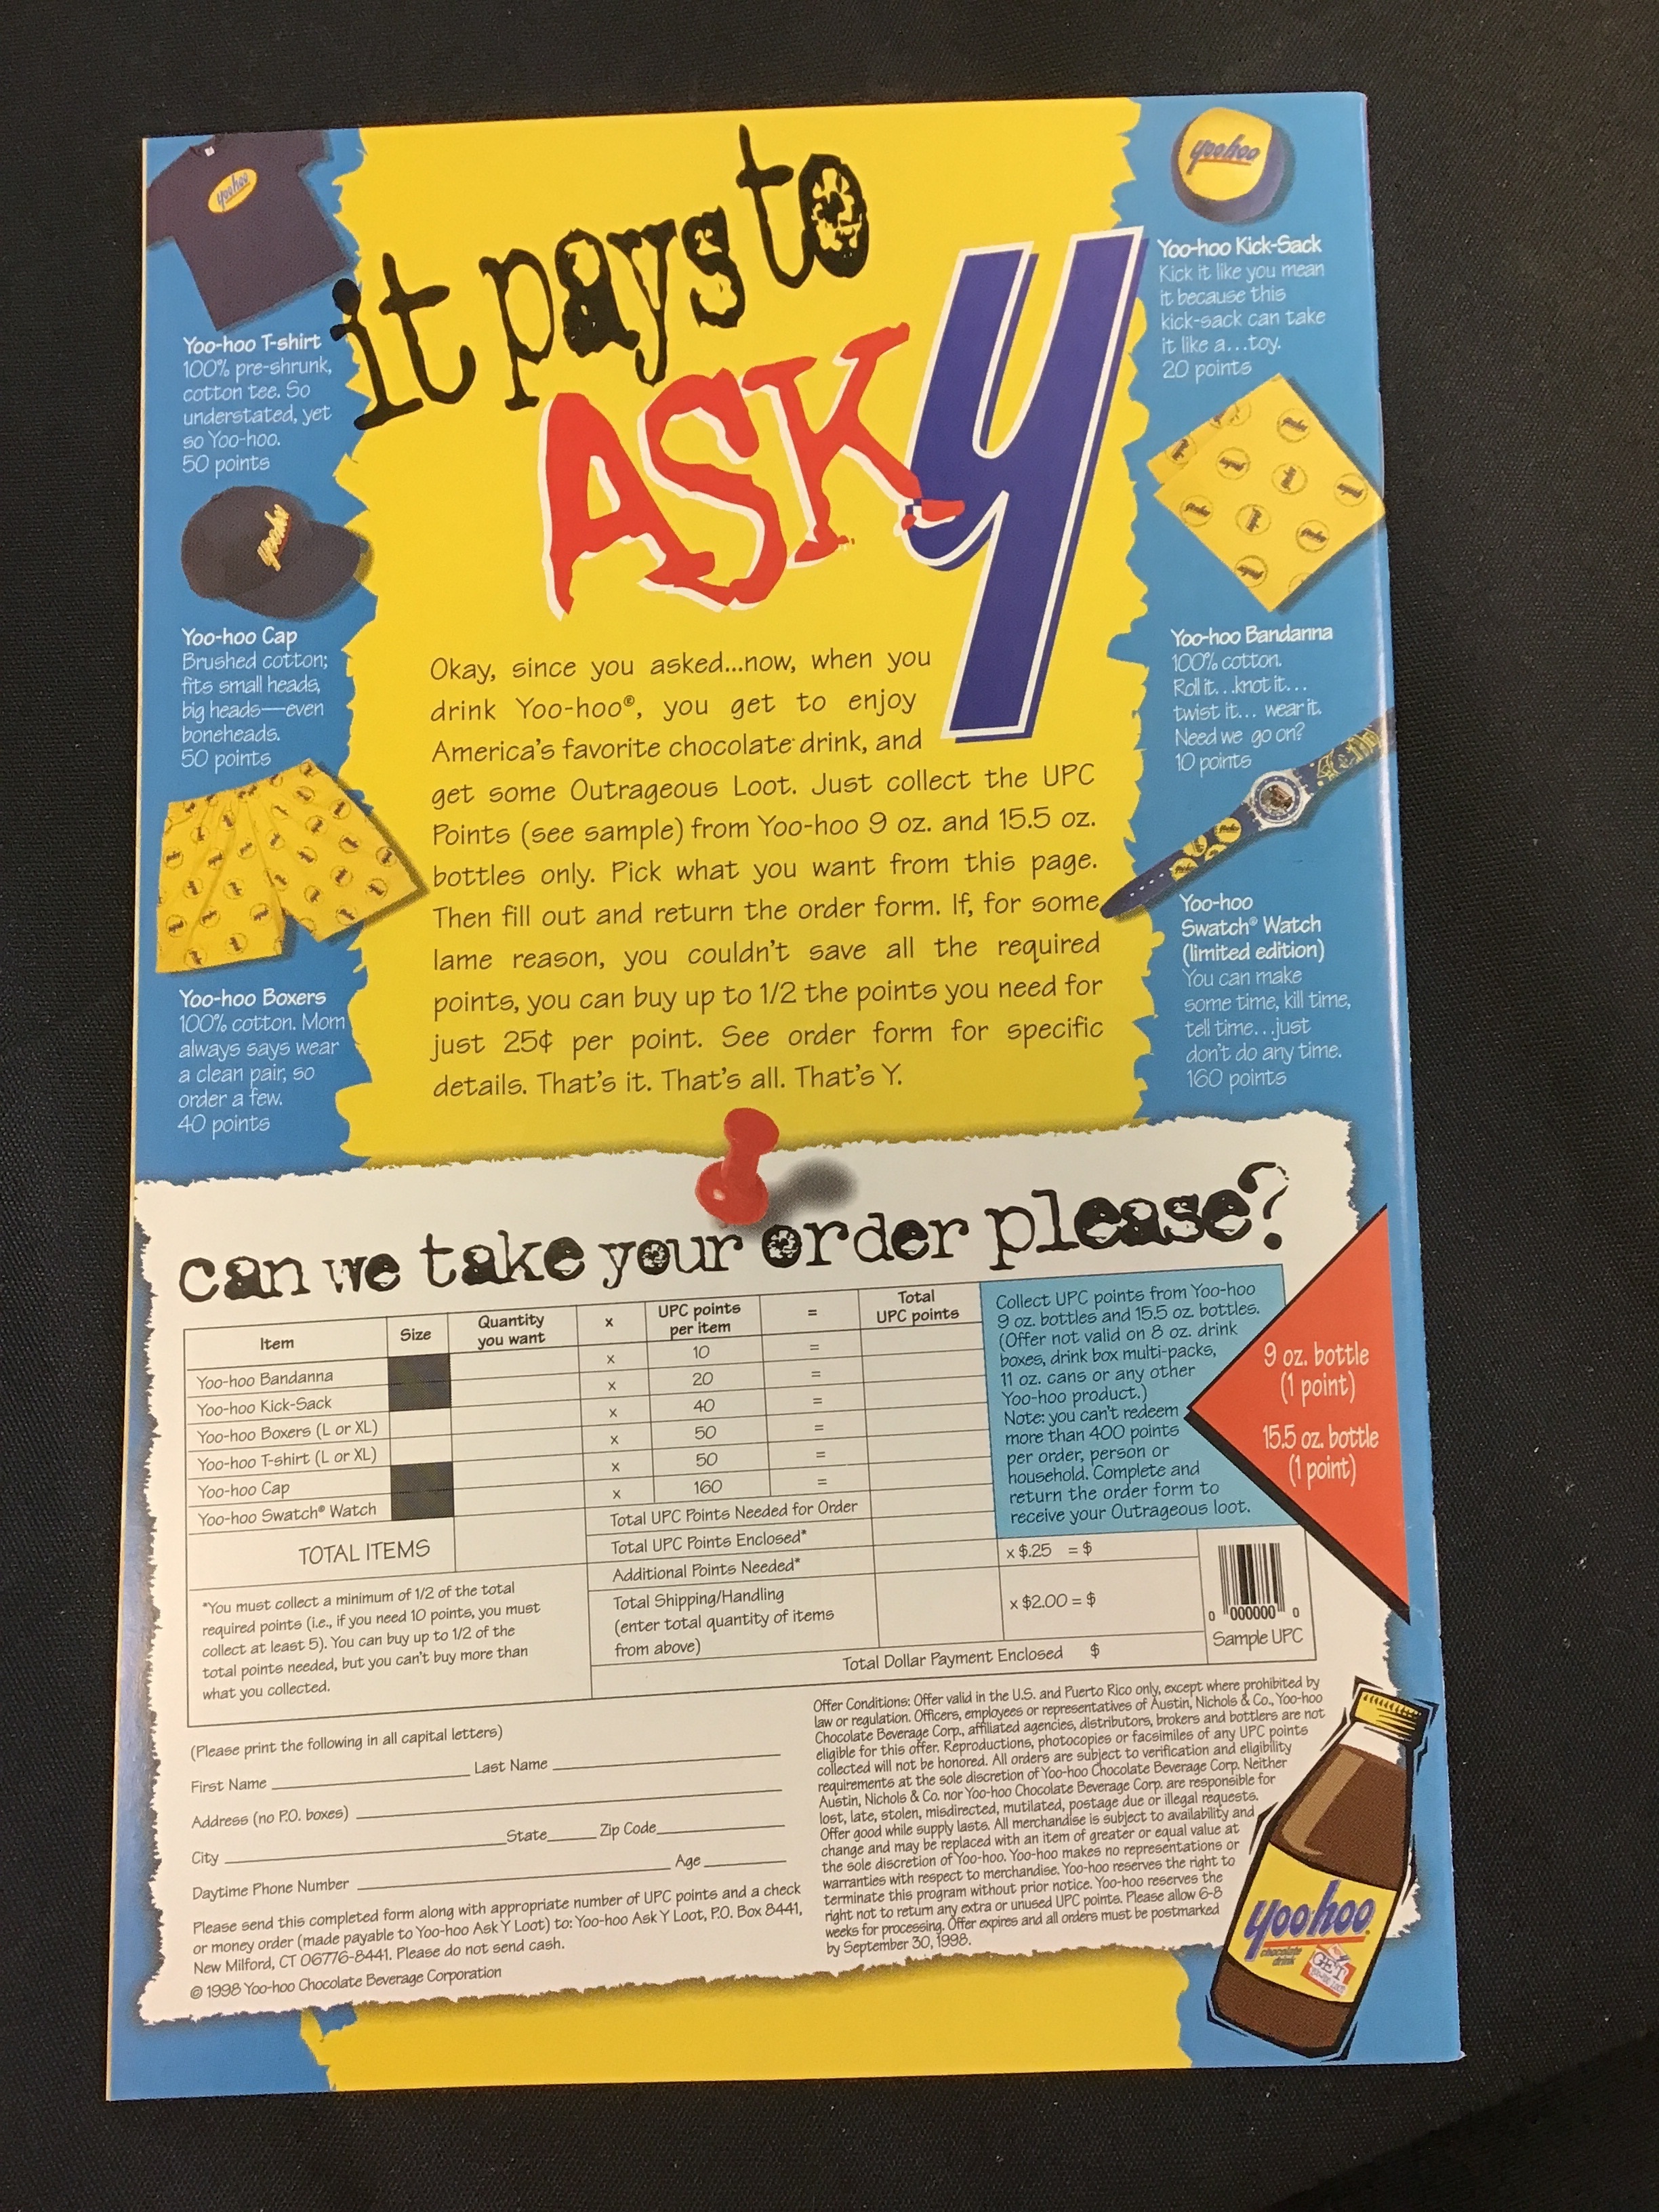 it pays to
ASK Y
yoohoo
Yoo-hoo T-shirt
100% pre-shrunk,
cotton tee. So
understated, yet
so Yoo-hoo.
50 points
yoohoo
Yoo-hoo Cap
Brushed cotton;
fits small heads,
big heads—even
boneheads.
50 points
Yoo-hoo Boxers
100% cotton. Mom
always says wear
a clean pair, so
order a few.
40 points
Okay, since you asked...now, when you
drink Yoo-hoo®, you get to enjoy
America's favorite chocolate drink, and
get some Outrageous Loot. Just collect the UPC
Points (see sample) from Yoo-hoo 9 oz. and 15.5 oz.
bottles only. Pick what you want from this page.
Then fill out and return the order form. If, for some
lame reason, you couldn't save all the required
points, you can buy up to 1/2 the points you need for
just 25¢ per point. See order form for specific
details. That's it. That's all. That's Y.
yoohoo
Yoo-hoo Kick-Sack
Kick it like you mean
it because this
kick-sack can take
it like a...toy.
20 points
Yoo-hoo Bandanna
100% cotton.
Roll it...knot it...
twist it... wear it.
Need we go on?
10 points
Yoo-hoo
Swatch® Watch
(limited edition)
You can make
some time, kill time,
tell time...just
don't do any time.
160 points
can we take your order please?
Item Size Quantity you want x UPC points per item = Total UPC points
Yoo-hoo Bandanna x 10 =
Yoo-hoo Kick-Sack x 20 =
Yoo-hoo Boxers (L or XL) x 40 =
Yoo-hoo T-shirt (L or XL) x 50 =
Yoo-hoo Cap x 50 =
Yoo-hoo Swatch® Watch x 160 =
TOTAL ITEMS
Total UPC Points Needed for Order
Total UPC Points Enclosed*
Additional Points Needed* x $.25 = $
Total Shipping/Handling
(enter total quantity of items
from above) x $2.00 = $
Total Dollar Payment Enclosed $
*You must collect a minimum of 1/2 of the total
required points (i.e., if you need 10 points, you must
collect at least 5). You can buy up to 1/2 of the
total points needed, but you can't buy more than
what you collected.
Collect UPC points from Yoo-hoo
9 oz. bottles and 15.5 oz. bottles.
(Offer not valid on 8 oz. drink
boxes, drink box multi-packs,
11 oz. cans or any other
Yoo-hoo product.)
Note: you can't redeem
more than 400 points
per order, person or
household. Complete and
return the order form to
receive your Outrageous loot.
9 oz. bottle
(1 point)
15.5 oz. bottle
(1 point)
0 000000 0
Sample UPC
(Please print the following in all capital letters)
First Name Last Name
Address (no P.O. boxes)
City State Zip Code
Daytime Phone Number Age
Please send this completed form along with appropriate number of UPC points and a check
or money order (made payable to Yoo-hoo Ask Y Loot) to: Yoo-hoo Ask Y Loot, P.O. Box 8441,
New Milford, CT 06776-8441. Please do not send cash.
© 1998 Yoo-hoo Chocolate Beverage Corporation
Offer Conditions: Offer valid in the U.S. and Puerto Rico only, except where prohibited by
law or regulation. Officers, employees or representatives of Austin, Nichols & Co., Yoo-hoo
Chocolate Beverage Corp., affiliated agencies, distributors, brokers and bottlers are not
eligible for this offer. Reproductions, photocopies or facsimiles of any UPC points
collected will not be honored. All orders are subject to verification and eligibility
requirements at the sole discretion of Yoo-hoo Chocolate Beverage Corp. Neither
Austin, Nichols & Co. nor Yoo-hoo Chocolate Beverage Corp. are responsible for
lost, late, stolen, misdirected, mutilated, postage due or illegal requests.
Offer good while supply lasts. All merchandise is subject to availability and
change and may be replaced with an item of greater or equal value at
the sole discretion of Yoo-hoo. Yoo-hoo makes no representations or
warranties with respect to merchandise. Yoo-hoo reserves the right to
terminate this program without prior notice. Yoo-hoo reserves the
right not to return any extra or unused UPC points. Please allow 6-8
weeks for processing. Offer expires and all orders must be postmarked
by September 30, 1998.
yoohoo
chocolate
drink
GET